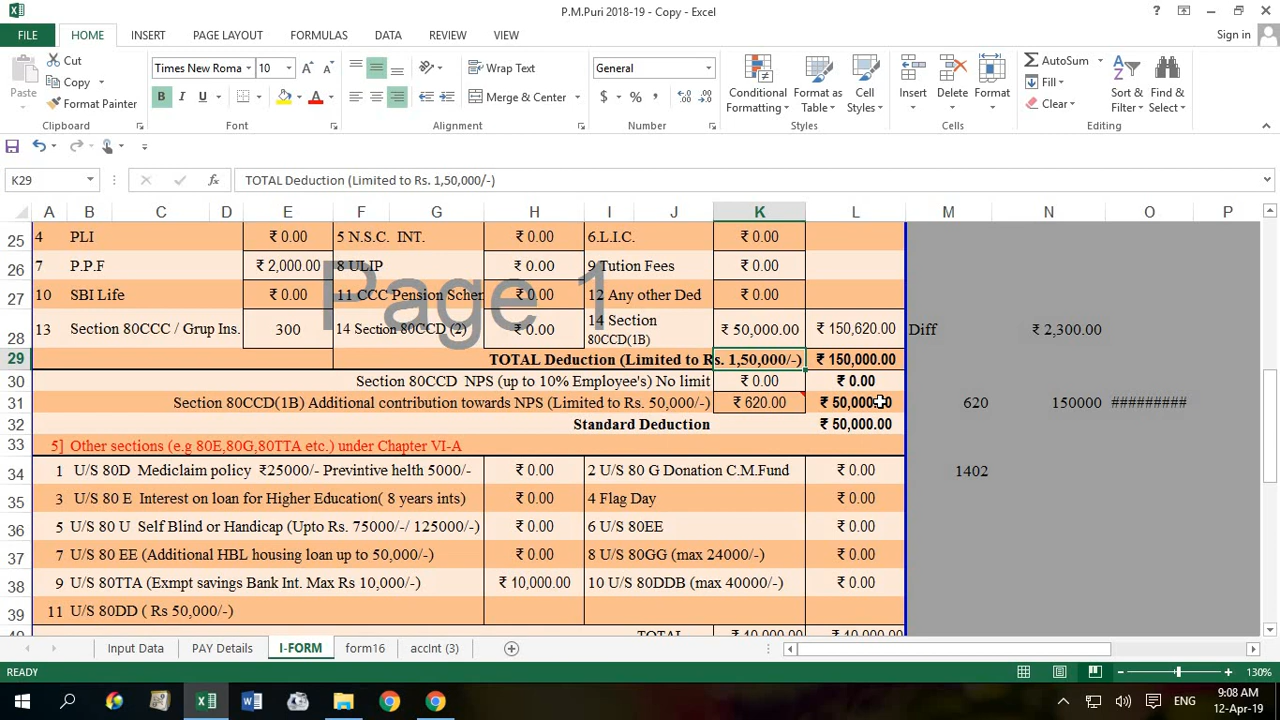 P.M.Puri 2018-19 - Copy - Excel
Sign in
FILE HOME INSERT PAGE LAYOUT FORMULAS DATA REVIEW VIEW
Paste
Cut
Copy
Format Painter
Clipboard
Times New Roma 10
B I U
Font
Wrap Text
Merge & Center
Alignment
General
$ % ,
Number
Conditional Formatting
Format as Table
Cell Styles
Styles
Insert Delete Format
Cells
AutoSum
Fill
Clear
Sort & Filter
Find & Select
Editing
K29 fx TOTAL Deduction (Limited to Rs. 1,50,000/-)
A B C D E F G H I J K L M N O P
25 4 PLI ₹ 0.00 5 N.S.C. INT. ₹ 0.00 6.L.I.C. ₹ 0.00
26 7 P.P.F ₹ 2,000.00 8 ULIP ₹ 0.00 9 Tution Fees ₹ 0.00
27 10 SBI Life ₹ 0.00 11 CCC Pension Schem ₹ 0.00 12 Any other Ded ₹ 0.00
Page 1
28 13 Section 80CCC / Grup Ins. 300 14 Section 80CCD (2) ₹ 0.00 14 Section 80CCD(1B) ₹ 50,000.00 ₹ 150,620.00 Diff ₹ 2,300.00
29 TOTAL Deduction (Limited to Rs. 1,50,000/-) ₹ 150,000.00
30 Section 80CCD NPS (up to 10% Employee's) No limit ₹ 0.00 ₹ 0.00
31 Section 80CCD(1B) Additional contribution towards NPS (Limited to Rs. 50,000/-) ₹ 620.00 ₹ 50,000.00 620 150000 #########
32 Standard Deduction ₹ 50,000.00
33 5] Other sections (e.g 80E,80G,80TTA etc.) under Chapter VI-A
34 1 U/S 80D Mediclaim policy ₹25000/- Previntive helth 5000/- ₹ 0.00 2 U/S 80 G Donation C.M.Fund ₹ 0.00 1402
35 3 U/S 80 E Interest on loan for Higher Education( 8 years ints) ₹ 0.00 4 Flag Day ₹ 0.00
36 5 U/S 80 U Self Blind or Handicap (Upto Rs. 75000/-/ 125000/-) ₹ 0.00 6 U/S 80EE ₹ 0.00
37 7 U/S 80 EE (Additional HBL housing loan up to 50,000/-) ₹ 0.00 8 U/S 80GG (max 24000/-) ₹ 0.00
38 9 U/S 80TTA (Exmpt savings Bank Int. Max Rs 10,000/-) ₹ 10,000.00 10 U/S 80DDB (max 40000/-) ₹ 0.00
39 11 U/S 80DD ( Rs 50,000/-)
40 TOTAL ₹ 10,000.00 ₹ 10,000.00
Input Data PAY Details I-FORM form16 accInt (3)
READY 130%
ENG 9:08 AM
12-Apr-19